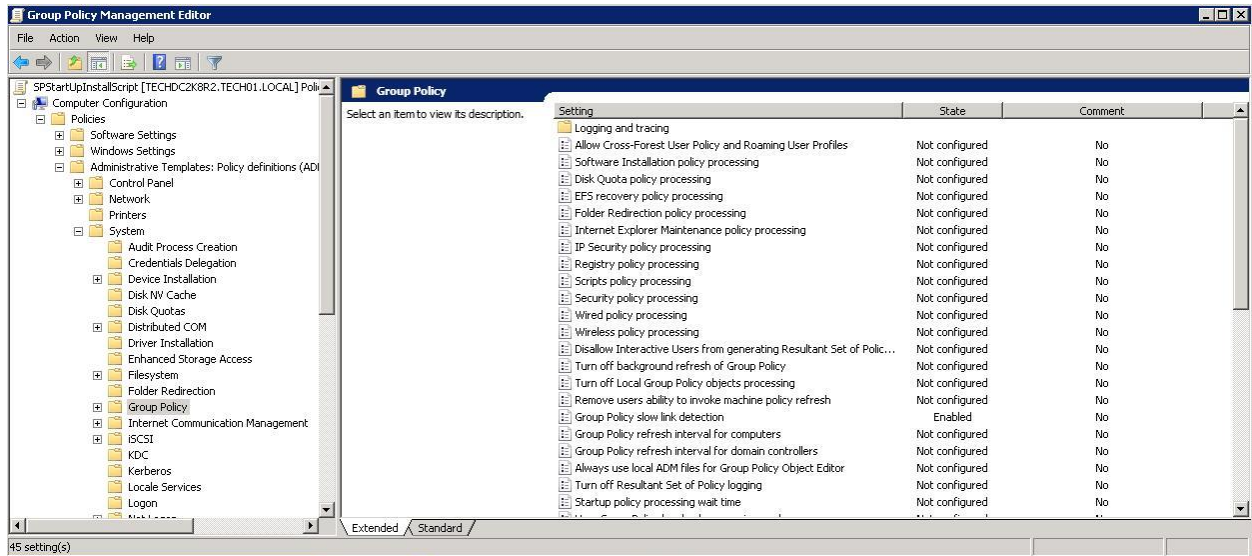 Group Policy Management Editor
File Action View Help
SPStartUpInstallScript [TECHDC2K8R2.TECH01.LOCAL] Poli
Computer Configuration
Policies
Software Settings
Windows Settings
Administrative Templates: Policy definitions (AD
Control Panel
Network
Printers
System
Audit Process Creation
Credentials Delegation
Device Installation
Disk NV Cache
Disk Quotas
Distributed COM
Driver Installation
Enhanced Storage Access
Filesystem
Folder Redirection
Group Policy
Internet Communication Management
iSCSI
KDC
Kerberos
Locale Services
Logon
Group Policy
Select an item to view its description.
Setting State Comment
Logging and tracing
Allow Cross-Forest User Policy and Roaming User Profiles Not configured No
Software Installation policy processing Not configured No
Disk Quota policy processing Not configured No
EFS recovery policy processing Not configured No
Folder Redirection policy processing Not configured No
Internet Explorer Maintenance policy processing Not configured No
IP Security policy processing Not configured No
Registry policy processing Not configured No
Scripts policy processing Not configured No
Security policy processing Not configured No
Wired policy processing Not configured No
Wireless policy processing Not configured No
Disallow Interactive Users from generating Resultant Set of Polic... Not configured No
Turn off background refresh of Group Policy Not configured No
Turn off Local Group Policy objects processing Not configured No
Remove users ability to invoke machine policy refresh Not configured No
Group Policy slow link detection Enabled No
Group Policy refresh interval for computers Not configured No
Group Policy refresh interval for domain controllers Not configured No
Always use local ADM files for Group Policy Object Editor Not configured No
Turn off Resultant Set of Policy logging Not configured No
Startup policy processing wait time Not configured No
Extended Standard
45 setting(s)